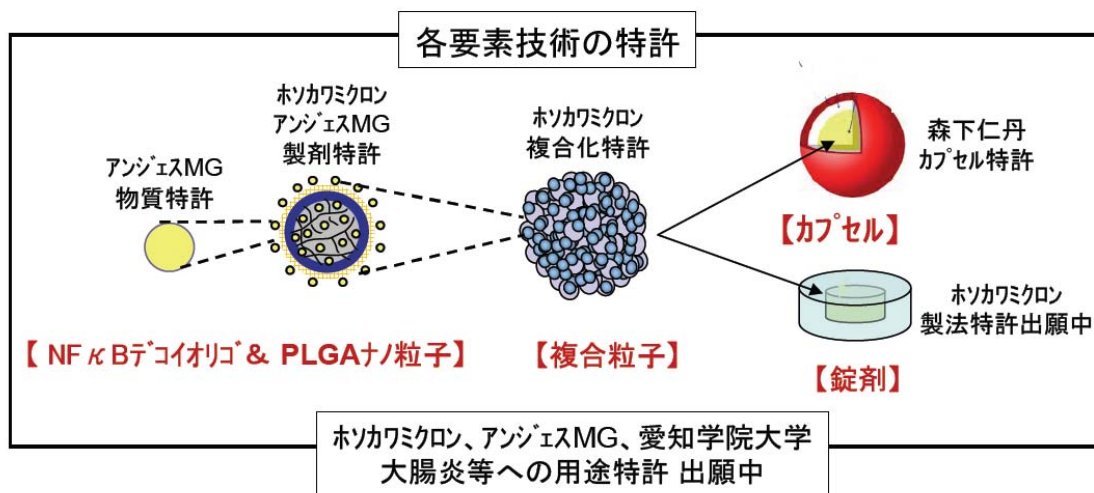 各要素技術の特許
アンジェスMG
物質特許
ホソカワミクロン
アンジェスMG
製剤特許
ホソカワミクロン
複合化特許
森下仁丹
カプセル特許
【カプセル】
ホソカワミクロン
製法特許出願中
【錠剤】
【 NFκBデコイオリゴ& PLGAナノ粒子】
【複合粒子】
ホソカワミクロン、アンジェスMG、愛知学院大学
大腸炎等への用途特許 出願中